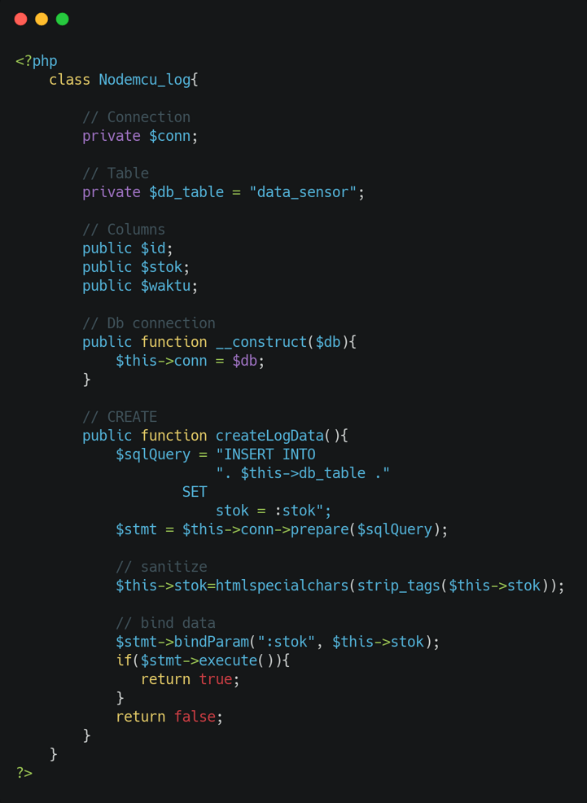 <?php
    class Nodemcu_log{

        // Connection
        private $conn;

        // Table
        private $db_table = "data_sensor";

        // Columns
        public $id;
        public $stok;
        public $waktu;

        // Db connection
        public function __construct($db){
            $this->conn = $db;
        }

        // CREATE
        public function createLogData(){
            $sqlQuery = "INSERT INTO
                        ". $this->db_table ."
                    SET
                        stok = :stok";
            $stmt = $this->conn->prepare($sqlQuery);

            // sanitize
            $this->stok=htmlspecialchars(strip_tags($this->stok));

            // bind data
            $stmt->bindParam(":stok", $this->stok);
            if($stmt->execute()){
               return true;
            }
            return false;
        }
    }
?>